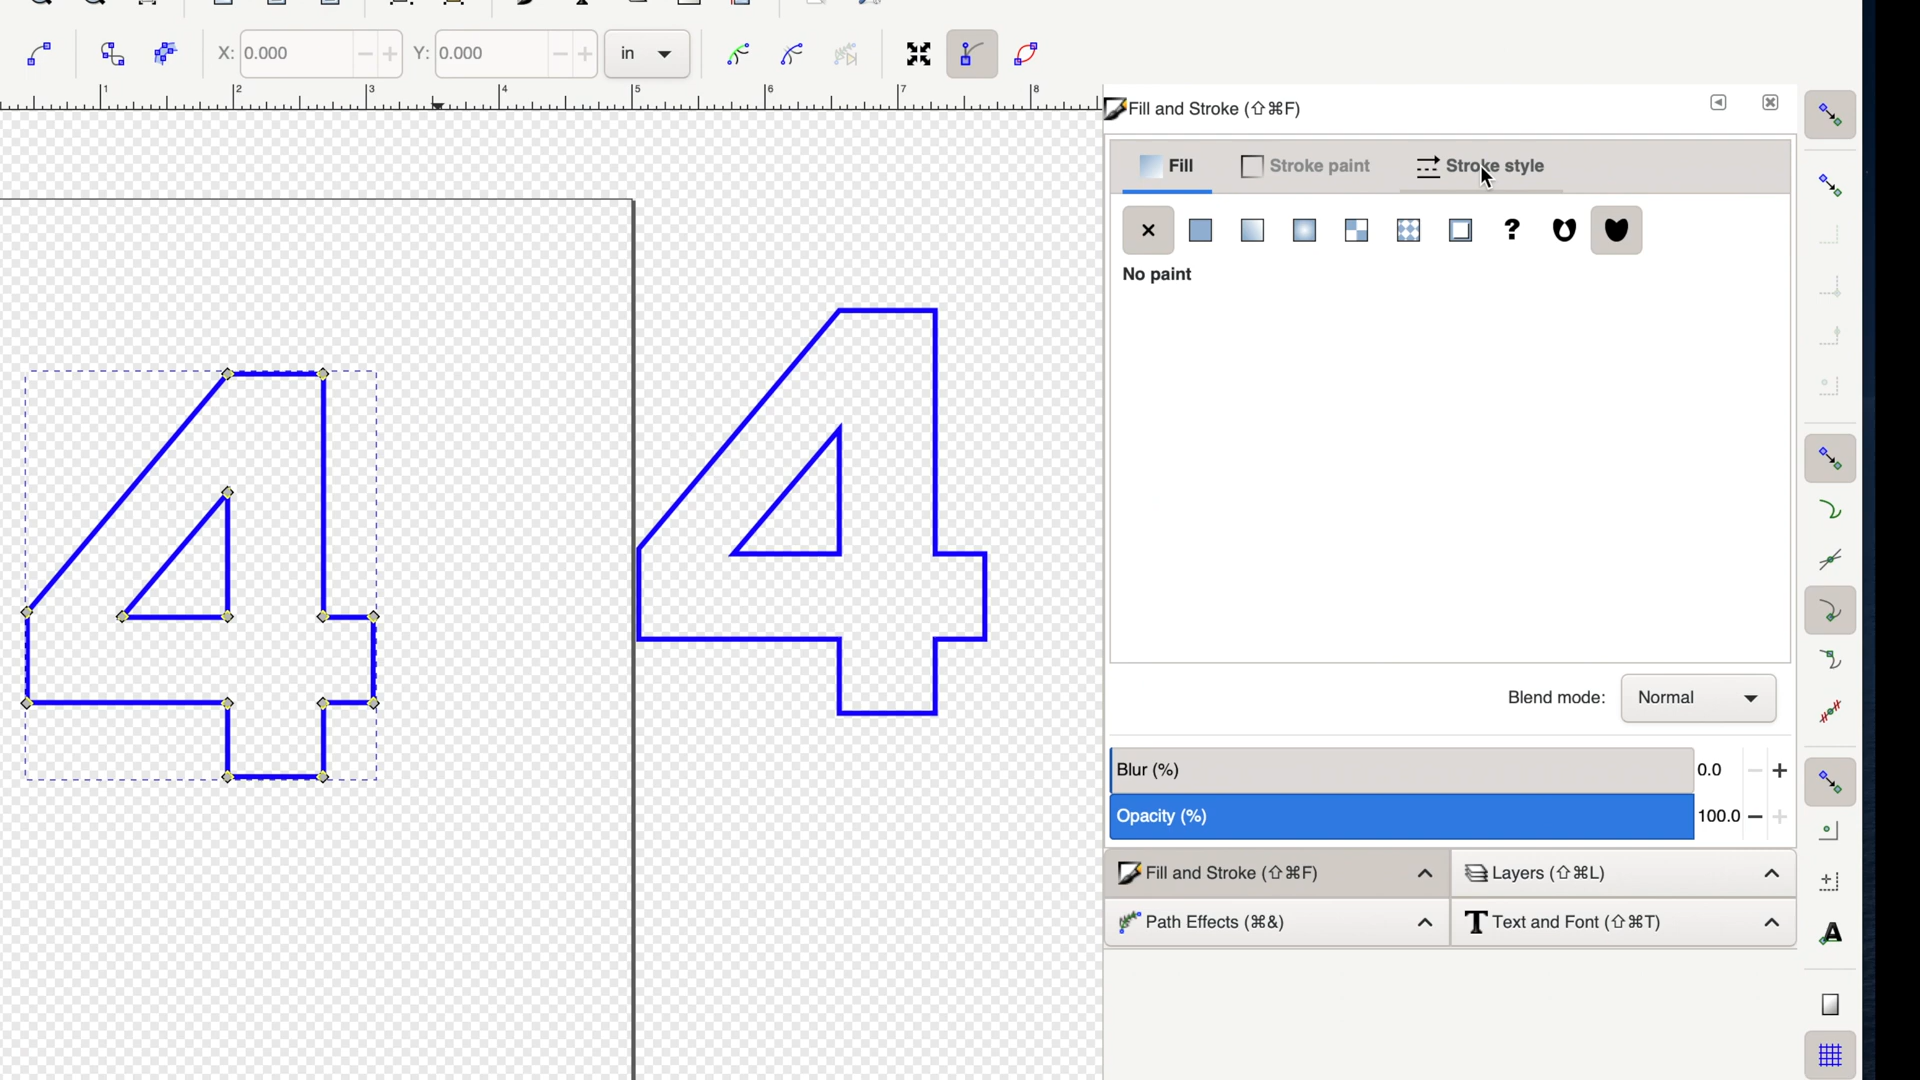 X: 0.000 Y: 0.000 in
1 2 3 4 5 6 7 8
Fill and Stroke (⇧⌘F)
Fill Stroke paint Stroke style
?
No paint
4 4
Blend mode: Normal
Blur (%) 0.0
Opacity (%) 100.0
Fill and Stroke (⇧⌘F) Layers (⇧⌘L)
Path Effects (⌘&) Text and Font (⇧⌘T)